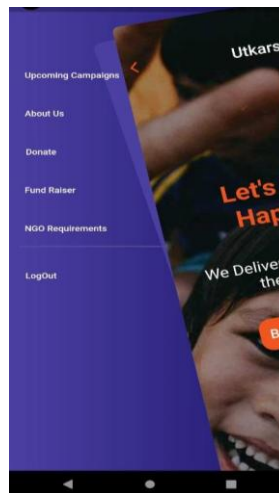 Upcoming Campaigns
About Us
Donate
Fund Raiser
NGO Requirements
LogOut
Utkars
Let's
Hap
We Delive
the
B